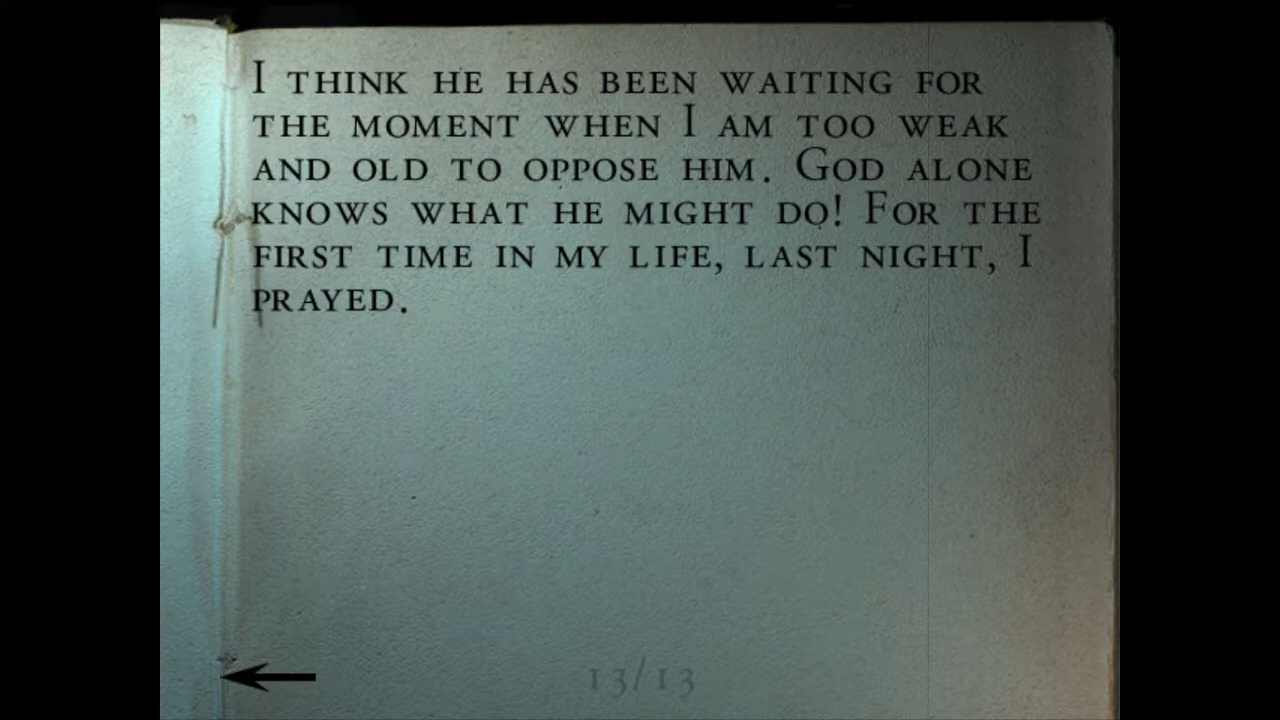 I THINK HE HAS BEEN WAITING FOR
THE MOMENT WHEN I AM TOO WEAK
AND OLD TO OPPOSE HIM. GOD ALONE
KNOWS WHAT HE MIGHT DO! FOR THE
FIRST TIME IN MY LIFE, LAST NIGHT, I
PRAYED.
13/13